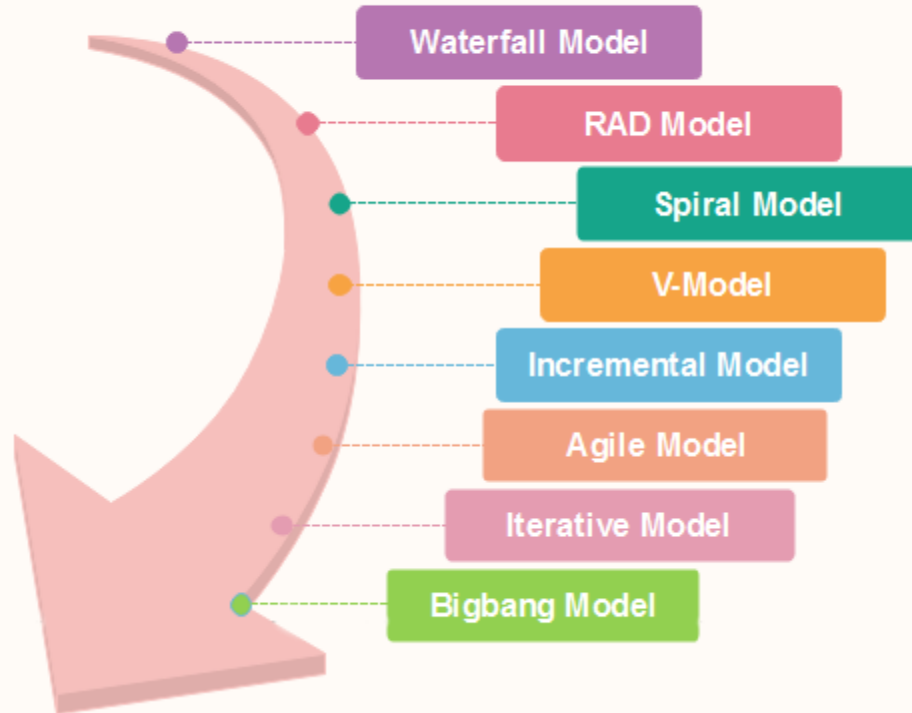 Waterfall Model
RAD Model
Spiral Model
V-Model
Incremental Model
Agile Model
Iterative Model
Bigbang Model